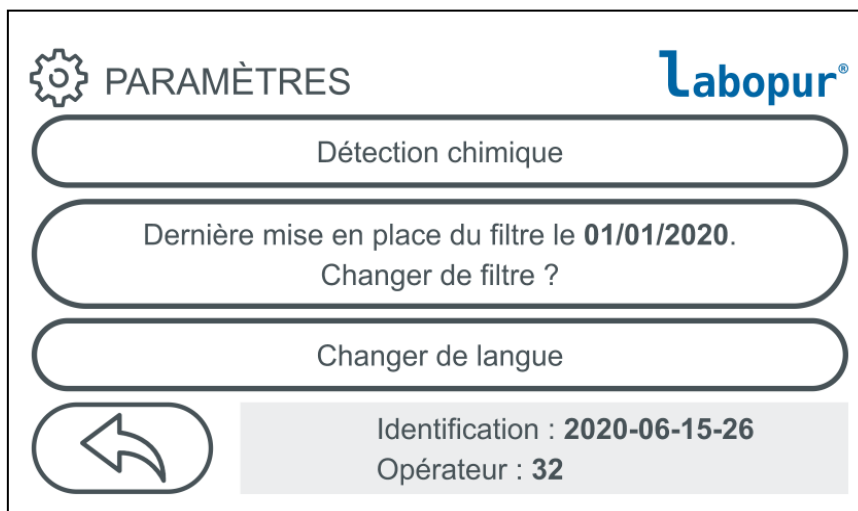 PARAMÈTRES
labopur®
Détection chimique
Dernière mise en place du filtre le 01/01/2020.
Changer de filtre ?
Changer de langue
Identification : 2020-06-15-26
Opérateur : 32